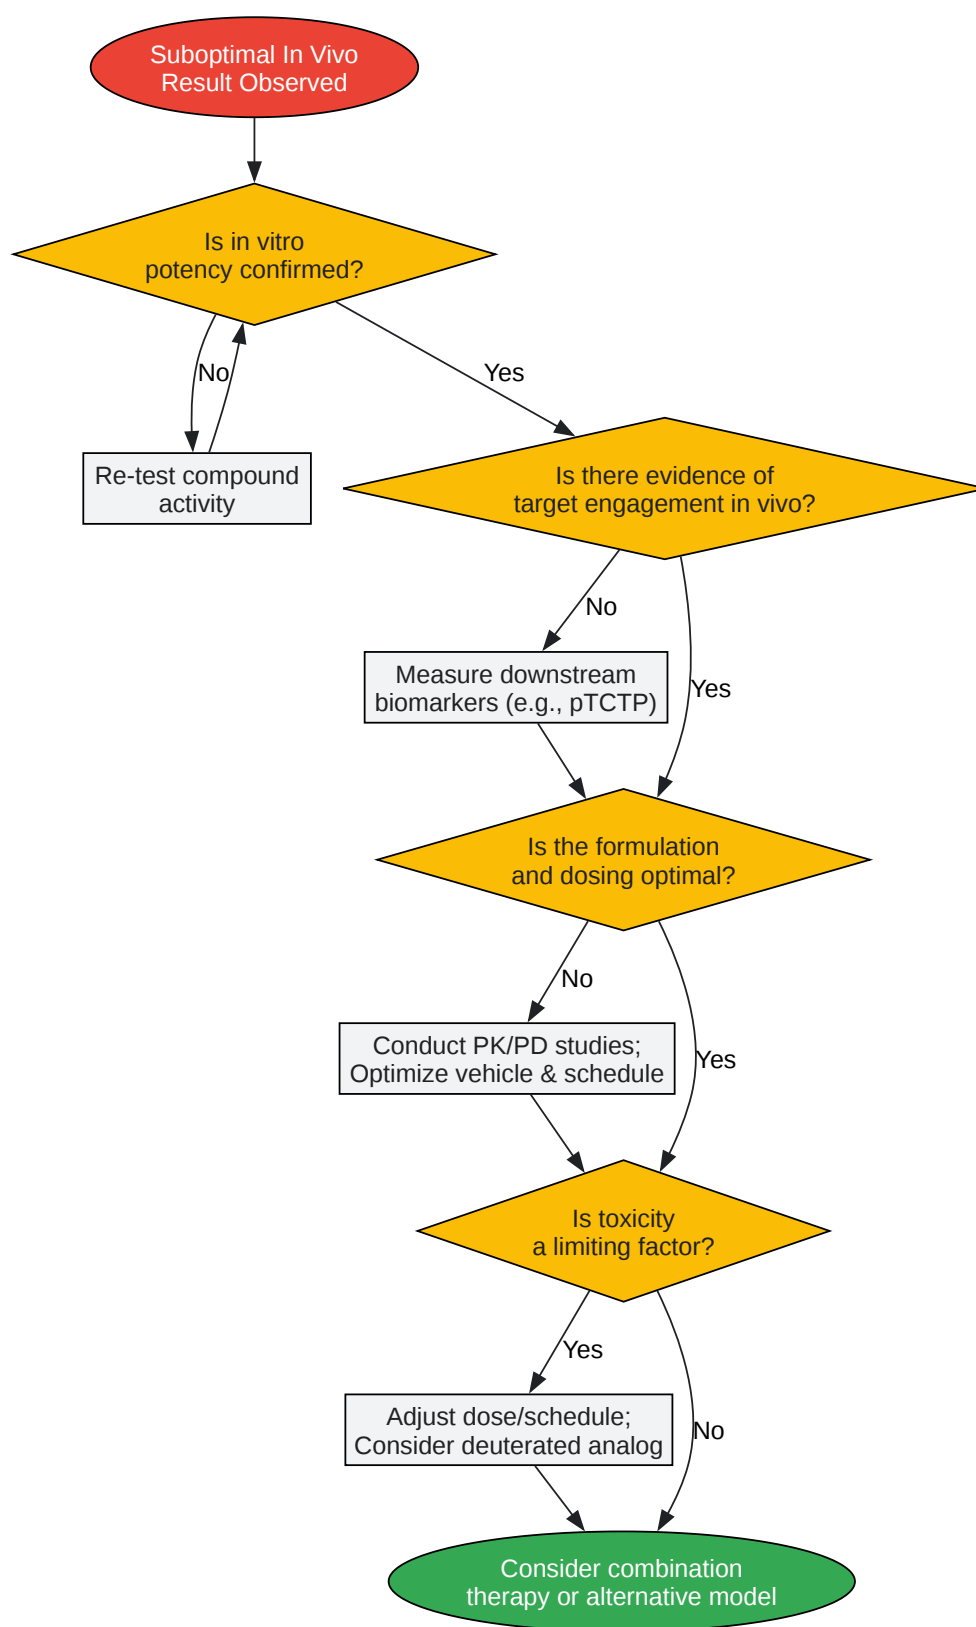 Suboptimal In Vivo
Result Observed
Is in vitro
potency confirmed?
No
Yes
Re-test compound
activity
Is there evidence of
target engagement in vivo?
No
Measure downstream
biomarkers (e.g., pTCTP)
Yes
Is the formulation
and dosing optimal?
No
Conduct PK/PD studies;
Optimize vehicle & schedule
Yes
Is toxicity
a limiting factor?
Yes
Adjust dose/schedule;
Consider deuterated analog
No
Consider combination
therapy or alternative model